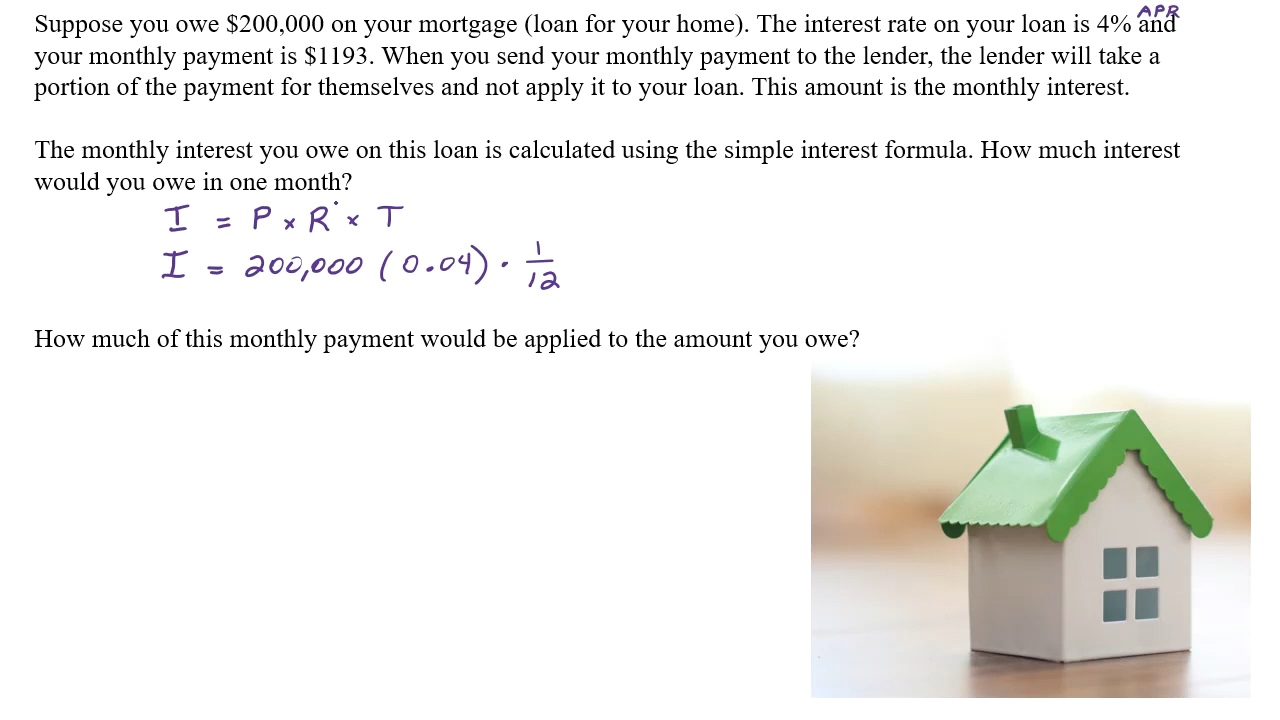 Suppose you owe $200,000 on your mortgage (loan for your home). The interest rate on your loan is 4% APR and
your monthly payment is $1193. When you send your monthly payment to the lender, the lender will take a
portion of the payment for themselves and not apply it to your loan. This amount is the monthly interest.
The monthly interest you owe on this loan is calculated using the simple interest formula. How much interest
would you owe in one month?
I = P × R × T
I = 200,000 (0.04) · 1/12
How much of this monthly payment would be applied to the amount you owe?